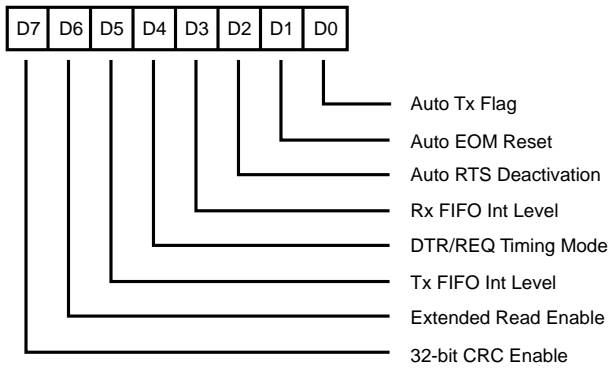 D7 D6 D5 D4 D3 D2 D1 D0
Auto Tx Flag
Auto EOM Reset
Auto RTS Deactivation
Rx FIFO Int Level
DTR/REQ Timing Mode
Tx FIFO Int Level
Extended Read Enable
32-bit CRC Enable